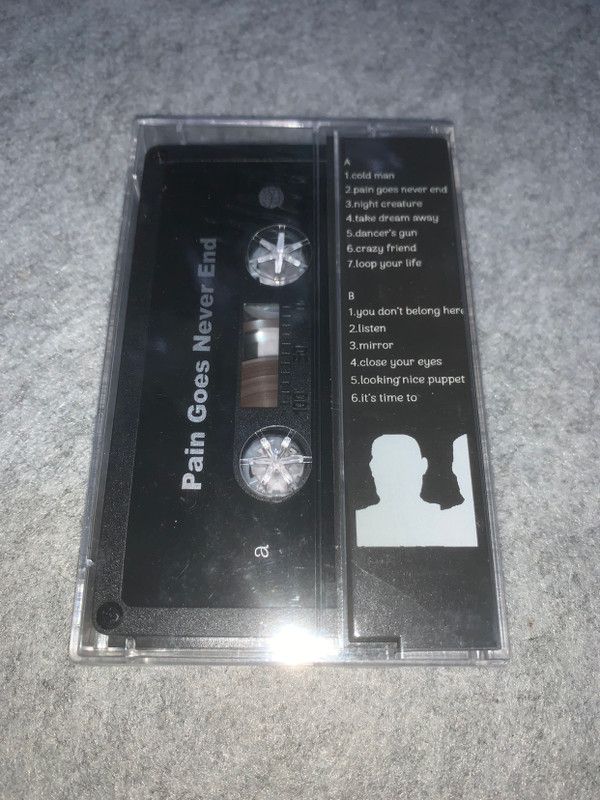 Pain Goes Never End
a
A
1.cold man
2.pain goes never end
3.night creature
4.take dream away
5.dancer's gun
6.crazy friend
7.loop your life
B
1.you don't belong here
2.listen
3.mirror
4.close your eyes
5.looking nice puppet
6.it's time to